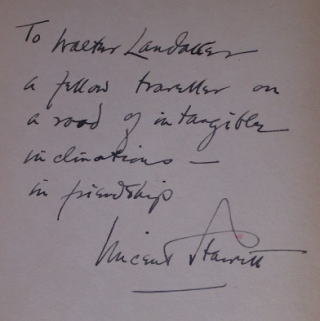 To Walter Landauer
a fellow traveller on
a road of intangible
inclinations —
in friendship
Vincent Starrett